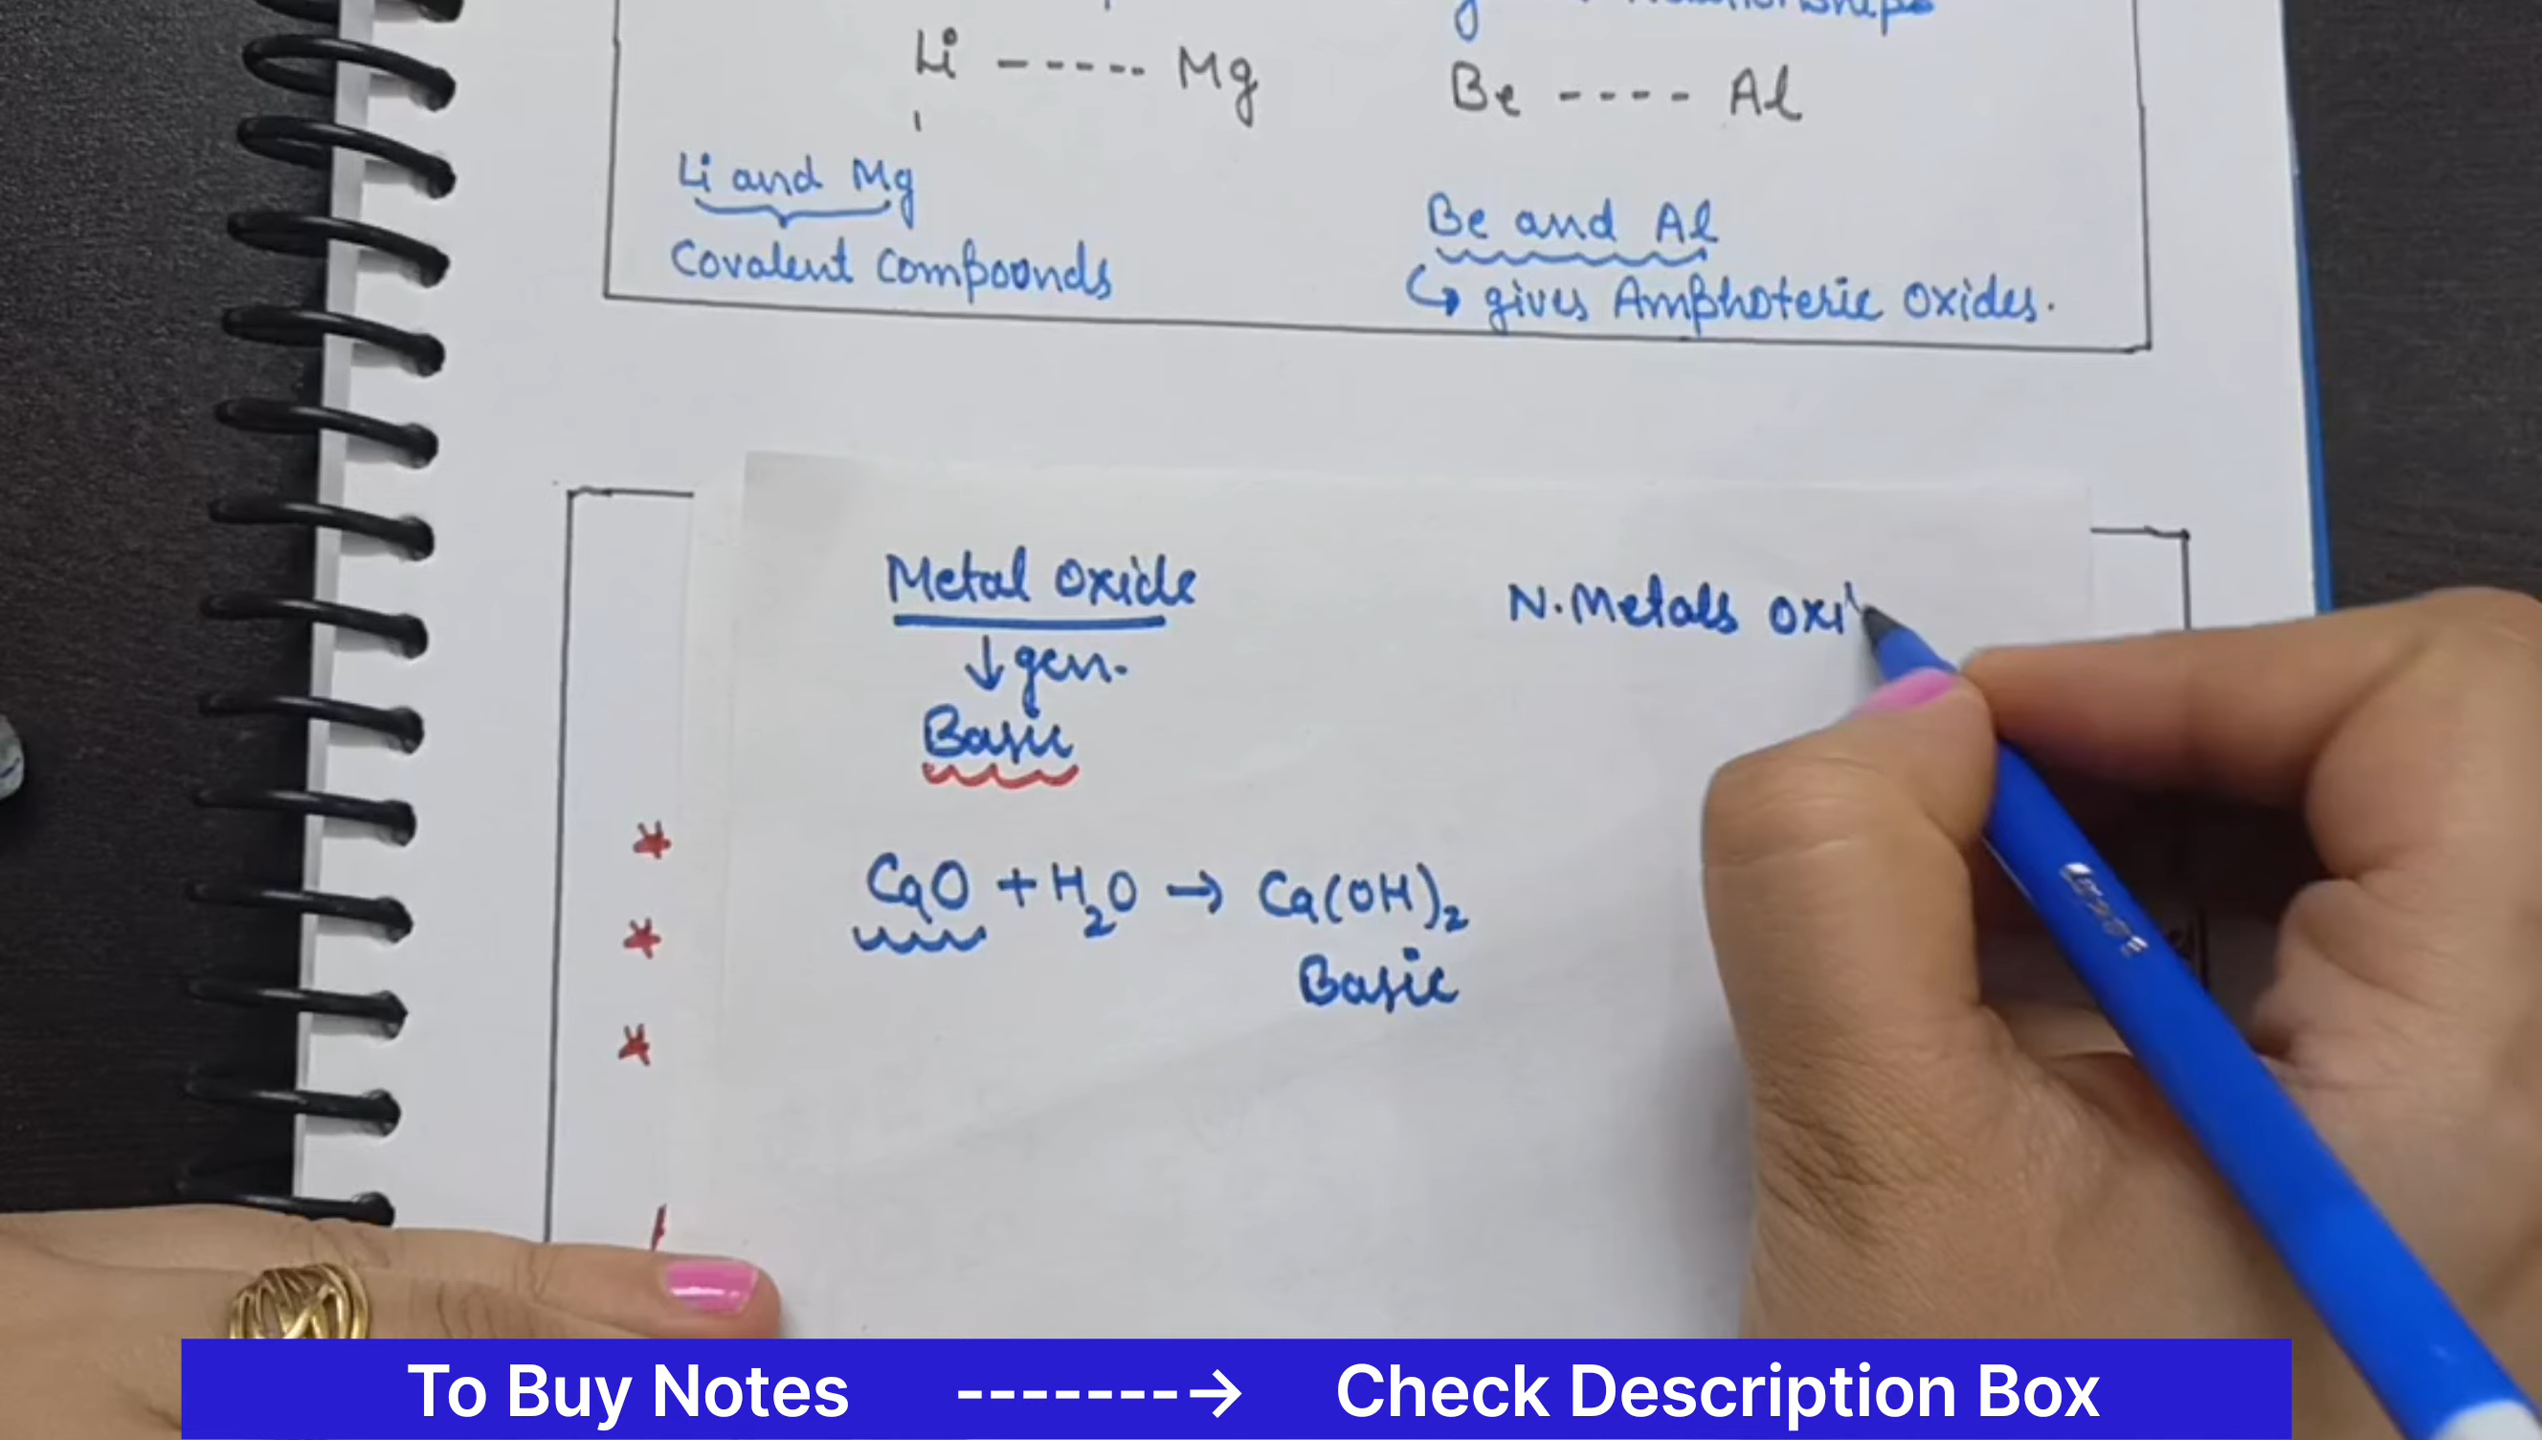 Li ----- Mg
Be ---- Al
Li and Mg
Covalent Compounds
Be and Al
↳ gives Amphoteric oxides.
Metal oxide
↓ gen.
Basic
CaO + H₂O → Ca(OH)₂
Basic
N. Metals oxi
To Buy Notes -------→ Check Description Box